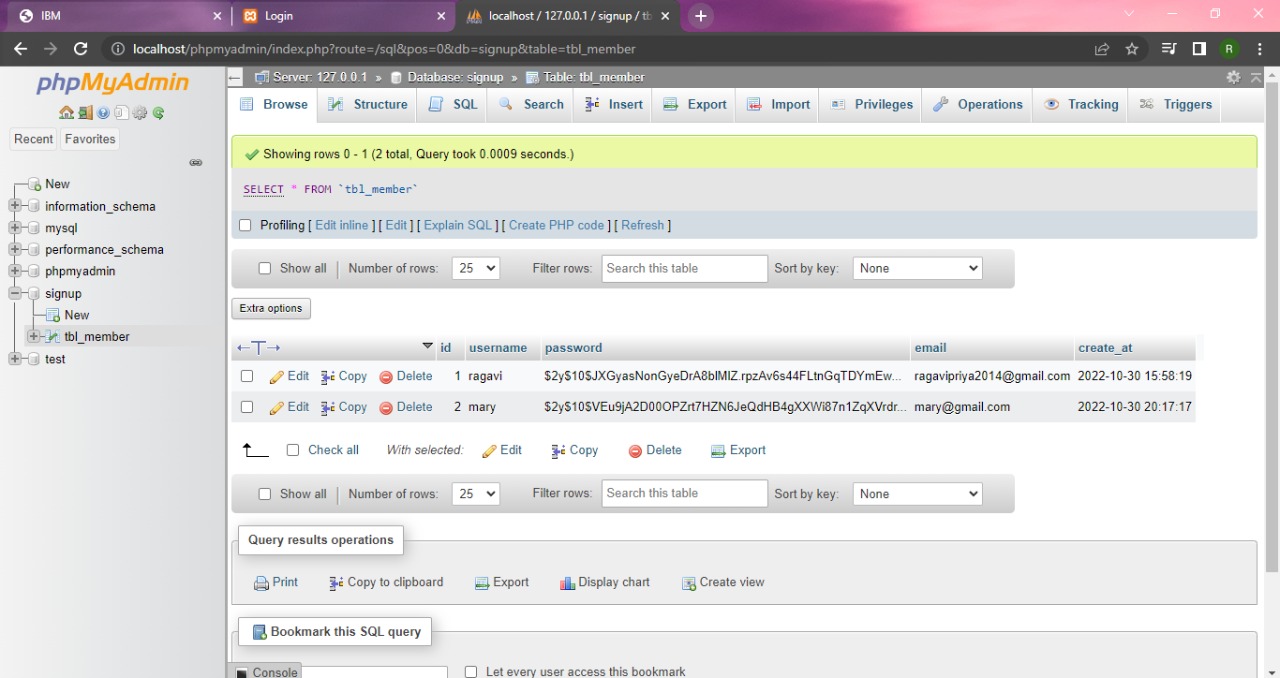 IBM
Login
localhost / 127.0.0.1 / signup / tb
localhost/phpmyadmin/index.php?route=/sql&pos=0&db=signup&table=tbl_member
R
phpMyAdmin
Recent Favorites
New
information_schema
mysql
performance_schema
phpmyadmin
signup
New
tbl_member
test
Server: 127.0.0.1 » Database: signup » Table: tbl_member
Browse Structure SQL Search Insert Export Import Privileges Operations Tracking Triggers
Showing rows 0 - 1 (2 total, Query took 0.0009 seconds.)
SELECT * FROM `tbl_member`
Profiling [ Edit inline ] [ Edit ] [ Explain SQL ] [ Create PHP code ] [ Refresh ]
Show all Number of rows: 25 Filter rows: Search this table Sort by key: None
Extra options
←T→ id username password email create_at
Edit Copy Delete 1 ragavi $2y$10$JXGyasNonGyeDrA8blMlZ.rpzAv6s44FLtnGqTDYmEw... ragavipriya2014@gmail.com 2022-10-30 15:58:19
Edit Copy Delete 2 mary $2y$10$VEu9jA2D00OPZrt7HZN6JeQdHB4gXXWi87n1ZqXVrdr... mary@gmail.com 2022-10-30 20:17:17
Check all With selected: Edit Copy Delete Export
Show all Number of rows: 25 Filter rows: Search this table Sort by key: None
Query results operations
Print Copy to clipboard Export Display chart Create view
Bookmark this SQL query
Console Let every user access this bookmark